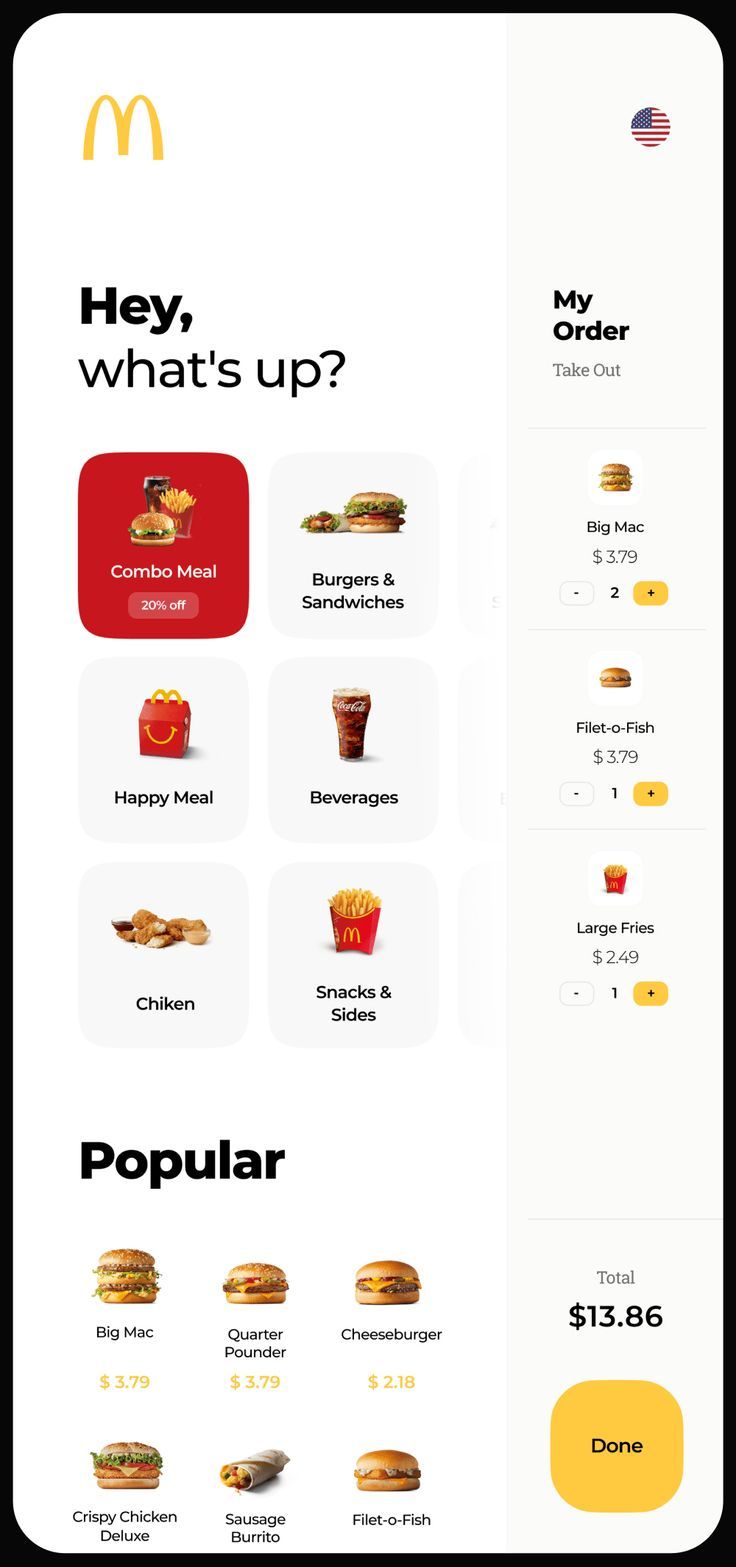 Hey,
what's up?
Combo Meal
20% off
Burgers &
Sandwiches
Happy Meal
Coca-Cola
Beverages
Chiken
Snacks &
Sides
Popular
Big Mac
$ 3.79
Quarter
Pounder
$ 3.79
Cheeseburger
$ 2.18
Crispy Chicken
Deluxe
Sausage
Burrito
Filet-o-Fish
My
Order
Take Out
Big Mac
$ 3.79
- 2 +
Filet-o-Fish
$ 3.79
- 1 +
Large Fries
$ 2.49
- 1 +
Total
$13.86
Done